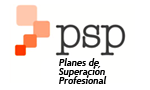 psp
Planes de
Superación
Profesional